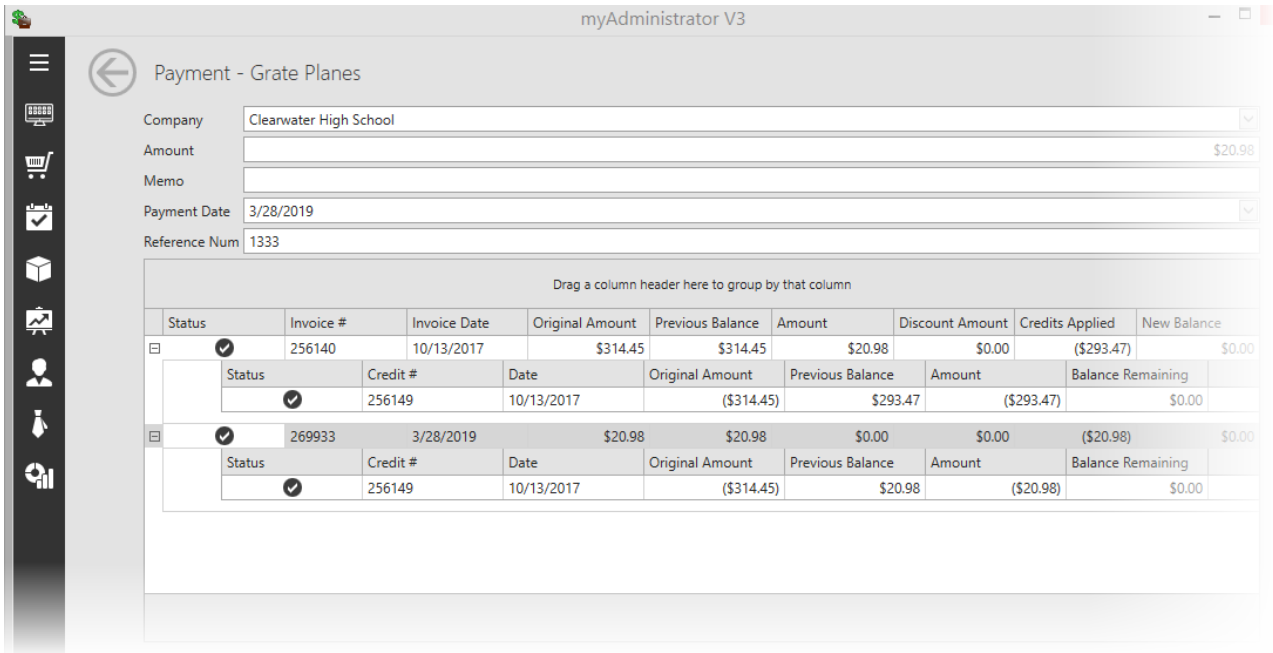 myAdministrator V3
Payment - Grate Planes
Company Clearwater High School
Amount $20.98
Memo
Payment Date 3/28/2019
Reference Num 1333
Drag a column header here to group by that column
Status Invoice # Invoice Date Original Amount Previous Balance Amount Discount Amount Credits Applied New Balance
256140 10/13/2017 $314.45 $314.45 $20.98 $0.00 ($293.47) $0.00
Status Credit # Date Original Amount Previous Balance Amount Balance Remaining
256149 10/13/2017 ($314.45) $293.47 ($293.47) $0.00
269933 3/28/2019 $20.98 $20.98 $0.00 $0.00 ($20.98) $0.00
Status Credit # Date Original Amount Previous Balance Amount Balance Remaining
256149 10/13/2017 ($314.45) $20.98 ($20.98) $0.00